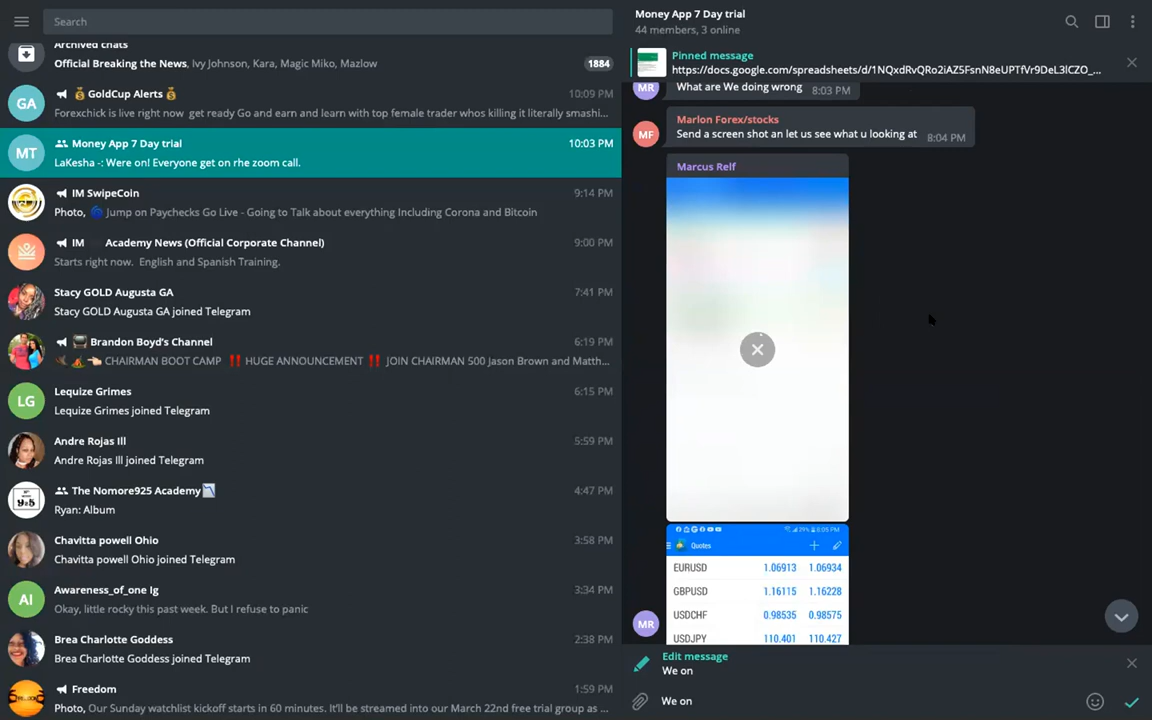 Search
Archived chats
Official Breaking the News, Ivy Johnson, Kara, Magic Miko, Mazlow
1884
GA
GoldCup Alerts
10:09 PM
Forexchick is live right now get ready Go and earn and learn with top female trader whos killing it literally smashi...
MT
Money App 7 Day trial
10:03 PM
LaKesha -: Were on! Everyone get on rhe zoom call.
IM SwipeCoin
9:14 PM
Photo, Jump on Paychecks Go Live - Going to Talk about everything Including Corona and Bitcoin
IM Academy News (Official Corporate Channel)
9:00 PM
Starts right now. English and Spanish Training.
Stacy GOLD Augusta GA
7:41 PM
Stacy GOLD Augusta GA joined Telegram
Brandon Boyd's Channel
6:19 PM
CHAIRMAN BOOT CAMP ‼️ HUGE ANNOUNCEMENT ‼️ JOIN CHAIRMAN 500 Jason Brown and Matth...
LG
Lequize Grimes
6:15 PM
Lequize Grimes joined Telegram
Andre Rojas Ill
5:59 PM
Andre Rojas Ill joined Telegram
The Nomore925 Academy
4:47 PM
Ryan: Album
Chavitta powell Ohio
3:58 PM
Chavitta powell Ohio joined Telegram
AI
Awareness_of_one Ig
3:34 PM
Okay, little rocky this past week. But I refuse to panic
Brea Charlotte Goddess
2:38 PM
Brea Charlotte Goddess joined Telegram
Freedom
1:59 PM
Photo, Our Sunday watchlist kickoff starts in 60 minutes. It'll be streamed into our March 22nd free trial group as ...
Money App 7 Day trial
44 members, 3 online
Pinned message
https://docs.google.com/spreadsheets/d/1NQxdRvQRo2iAZ5FsnN8eUPTfVr9DeL3lCZO_...
MR
What are We doing wrong
8:03 PM
Marlon Forex/stocks
MF
Send a screen shot an let us see what u looking at
8:04 PM
Marcus Relf
39% 8:05 PM
Quotes
EURUSD 1.06913 1.06934
GBPUSD 1.16115 1.16228
USDCHF 0.98535 0.98575
USDJPY 110.401 110.427
MR
Edit message
We on
We on